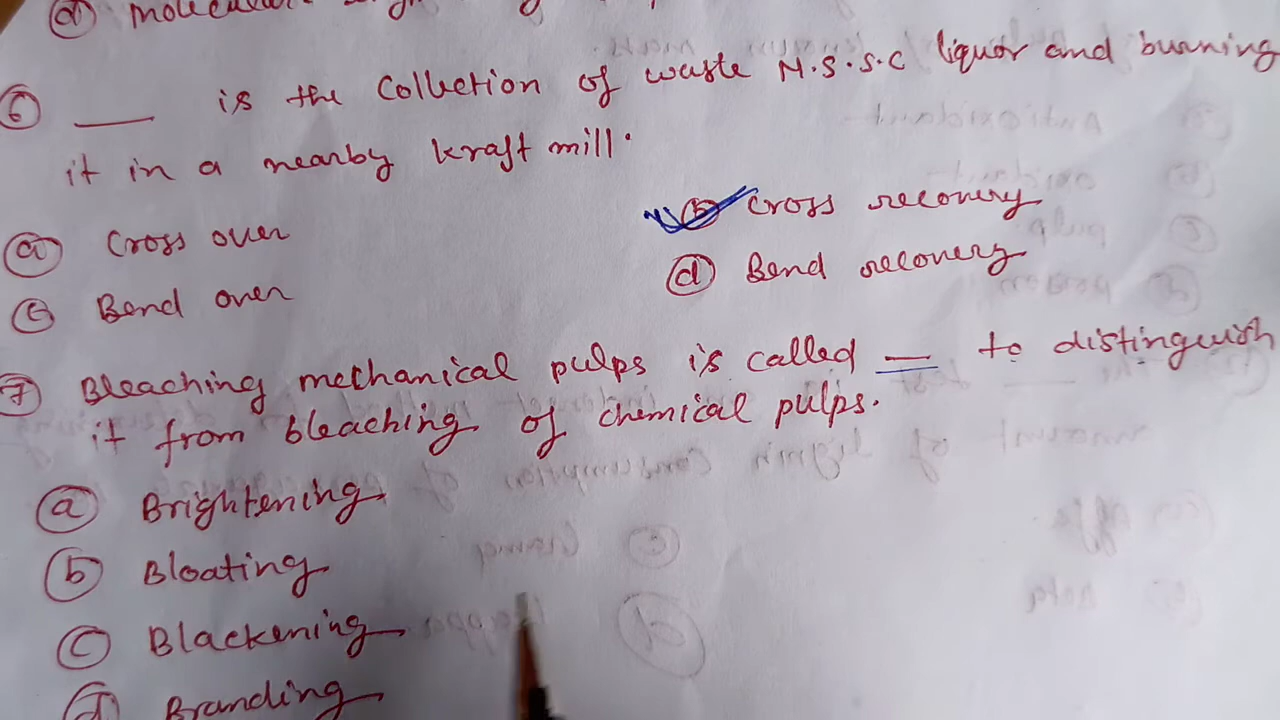 d molecular
6 ___ is the Collection of waste N.S.S.C liquor and burning
it in a nearby kraft mill.
a Cross over
b Cross recovery
c Bend over
d Bend recovery
7 Bleaching mechanical pulps is called __ to distinguish
it from bleaching of chemical pulps.
a Brightening
b Bloating
c Blackening
d Branding